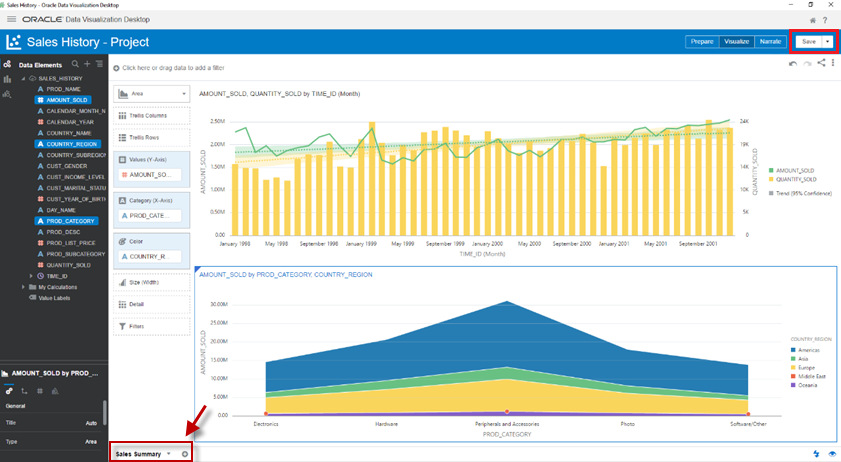 Sales History - Oracle Data Visualization Desktop
ORACLE Data Visualization Desktop
Sales History - Project
Prepare
Visualize
Narrate
Save
Data Elements
Click here or drag data to add a filter
SALES_HISTORY
PROD_NAME
AMOUNT_SOLD
CALENDAR_MONTH_N
CALENDAR_YEAR
COUNTRY_NAME
COUNTRY_REGION
COUNTRY_SUBREGIO
CUST_GENDER
CUST_INCOME_LEVEL
CUST_MARITAL_STATU
CUST_YEAR_OF_BIRTH
DAY_NAME
PROD_CATEGORY
PROD_DESC
PROD_LIST_PRICE
PROD_SUBCATEGORY
QUANTITY_SOLD
TIME_ID
My Calculations
Value Labels
AMOUNT_SOLD by PROD_...
General
Title Auto
Type Area
Area
Trellis Columns
Trellis Rows
Values (Y-Axis)
AMOUNT_SO...
Category (X-Axis)
PROD_CATE...
Color
COUNTRY_R...
Size (Width)
Detail
Filters
AMOUNT_SOLD, QUANTITY_SOLD by TIME_ID (Month)
AMOUNT_SOLD
2.50M
2.00M
1.50M
1.00M
0.50M
0.00
24K
19K
14K
10K
5K
0
QUANTITY_SOLD
January 1998 May 1998 September 1998 January 1999 May 1999 September 1999 January 2000 May 2000 September 2000 January 2001 May 2001 September 2001
TIME_ID (Month)
AMOUNT_SOLD
QUANTITY_SOLD
Trend (95% Confidence)
AMOUNT_SOLD by PROD_CATEGORY, COUNTRY_REGION
AMOUNT_SOLD
30.00M
25.00M
20.00M
15.00M
10.00M
5.00M
0.00
Electronics Hardware Peripherals and Accessories Photo Software/Other
PROD_CATEGORY
COUNTRY_REGION
Americas
Asia
Europe
Middle East
Oceania
Sales Summary